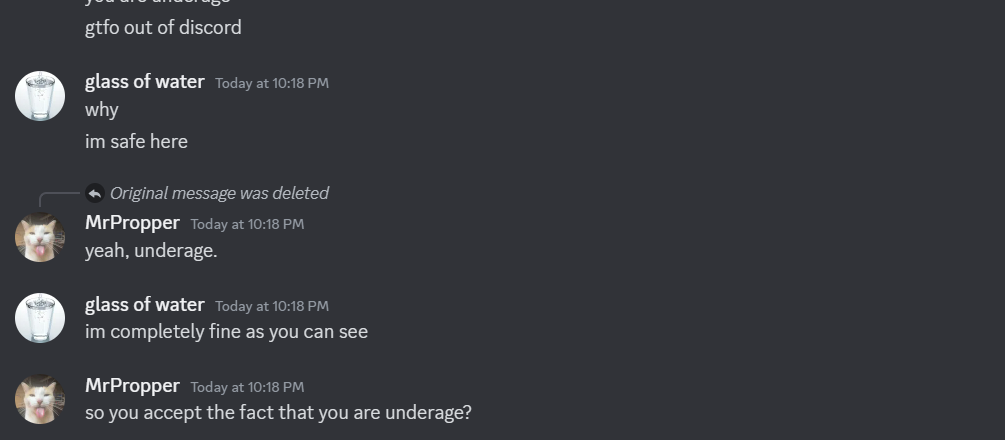 you are underage
gtfo out of discord
glass of water Today at 10:18 PM
why
im safe here
Original message was deleted
MrPropper Today at 10:18 PM
yeah, underage.
glass of water Today at 10:18 PM
im completely fine as you can see
MrPropper Today at 10:18 PM
so you accept the fact that you are underage?